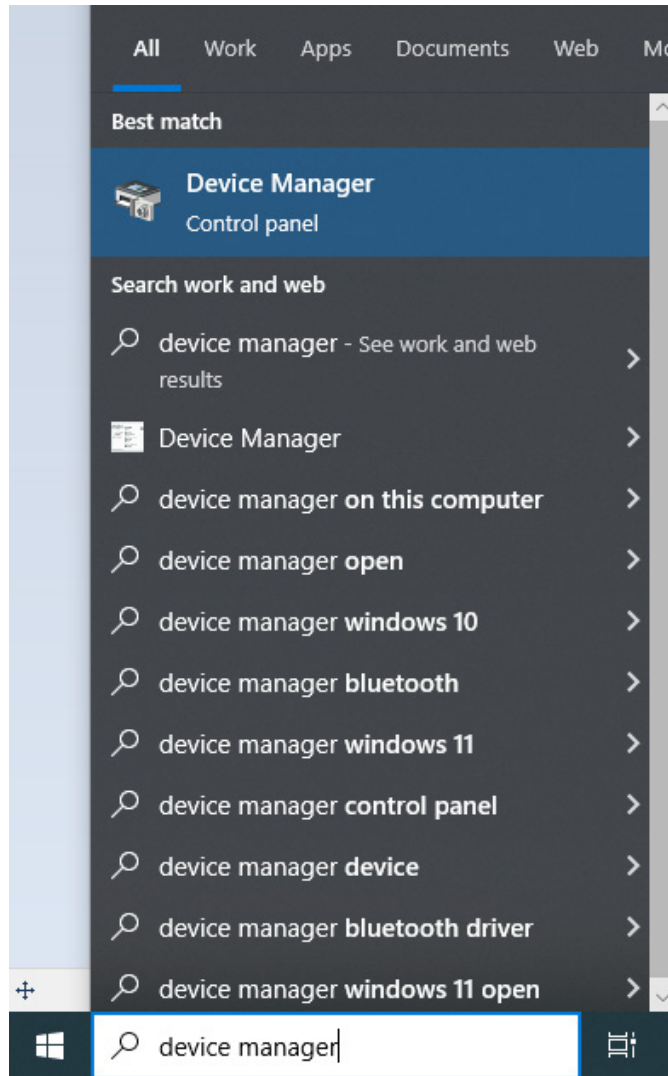 All Work Apps Documents Web Mo
Best match
Device Manager
Control panel
Search work and web
device manager - See work and web
results
Device Manager
device manager on this computer
device manager open
device manager windows 10
device manager bluetooth
device manager windows 11
device manager control panel
device manager device
device manager bluetooth driver
device manager windows 11 open
device manager